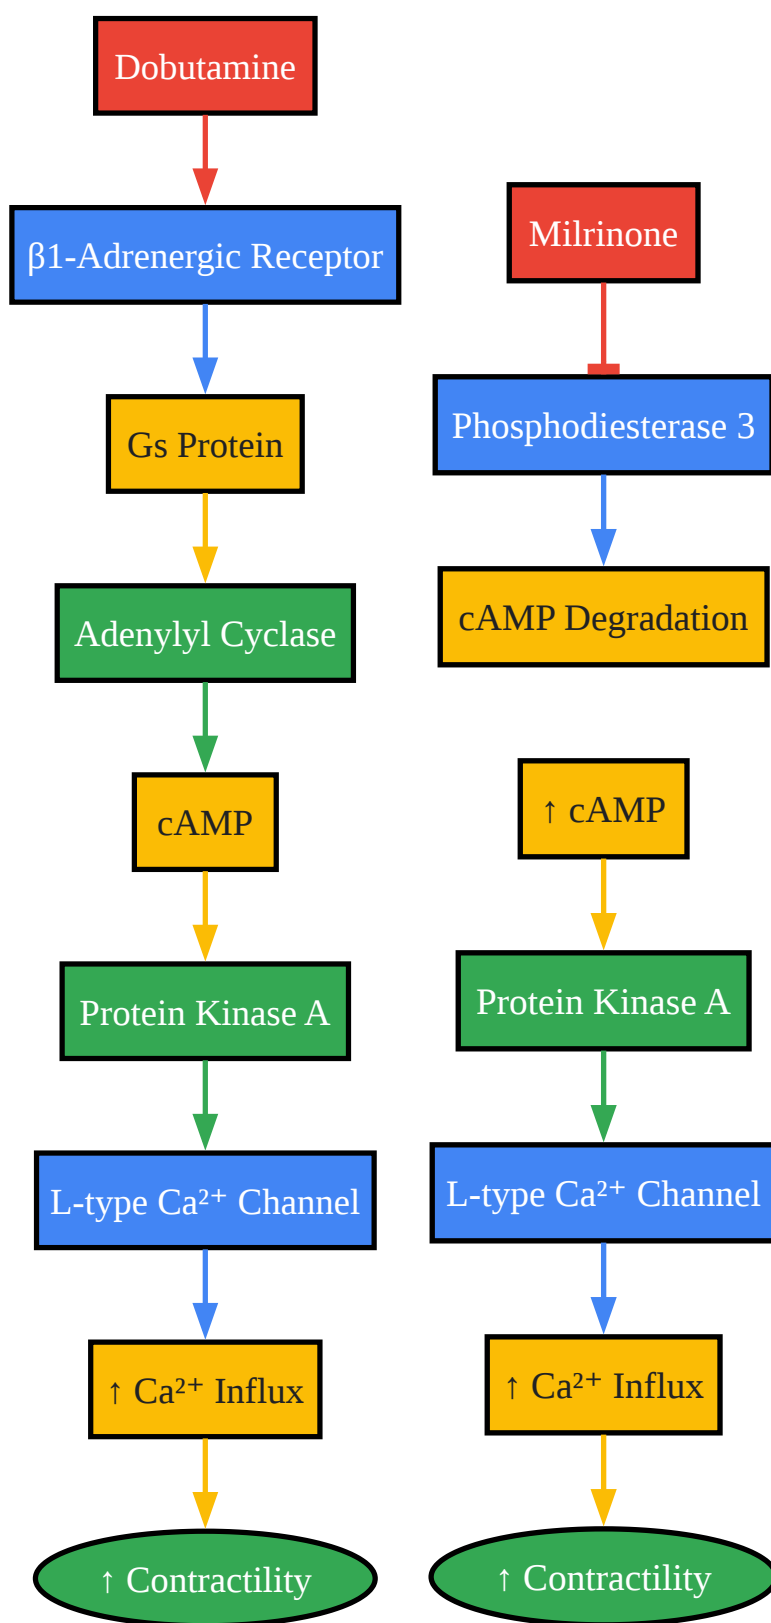 Dobutamine
β1-Adrenergic Receptor
Gs Protein
Adenylyl Cyclase
cAMP
Protein Kinase A
L-type Ca²⁺ Channel
↑ Ca²⁺ Influx
↑ Contractility
Milrinone
Phosphodiesterase 3
cAMP Degradation
↑ cAMP
Protein Kinase A
L-type Ca²⁺ Channel
↑ Ca²⁺ Influx
↑ Contractility